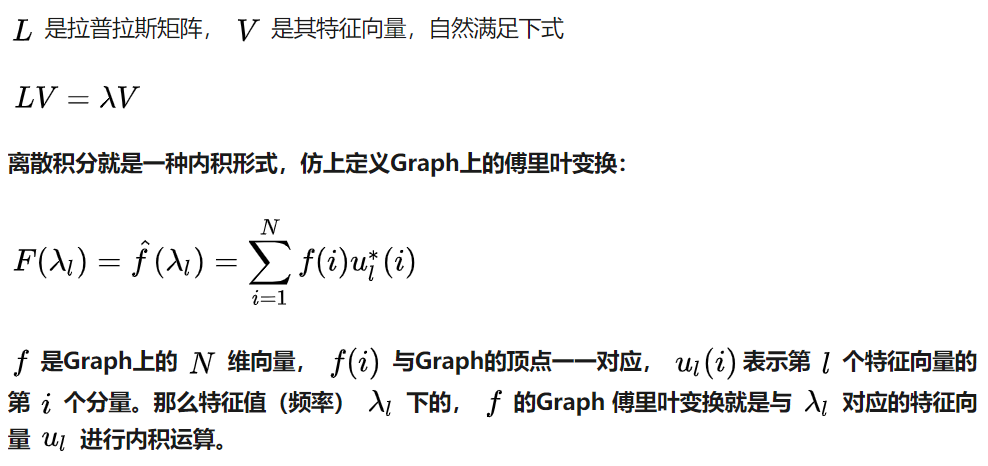 L 是拉普拉斯矩阵， V 是其特征向量，自然满足下式
LV = λV
离散积分就是一种内积形式，仿上定义Graph上的傅里叶变换：
F(λ_l) = \hat{f}(λ_l) = \sum_{i=1}^{N} f(i)u_l^*(i)
f 是Graph上的 N 维向量， f(i) 与Graph的顶点一一对应， u_l(i) 表示第 l 个特征向量的
第 i 个分量。那么特征值（频率） λ_l 下的， f 的Graph 傅里叶变换就是与 λ_l 对应的特征向
量 u_l 进行内积运算。